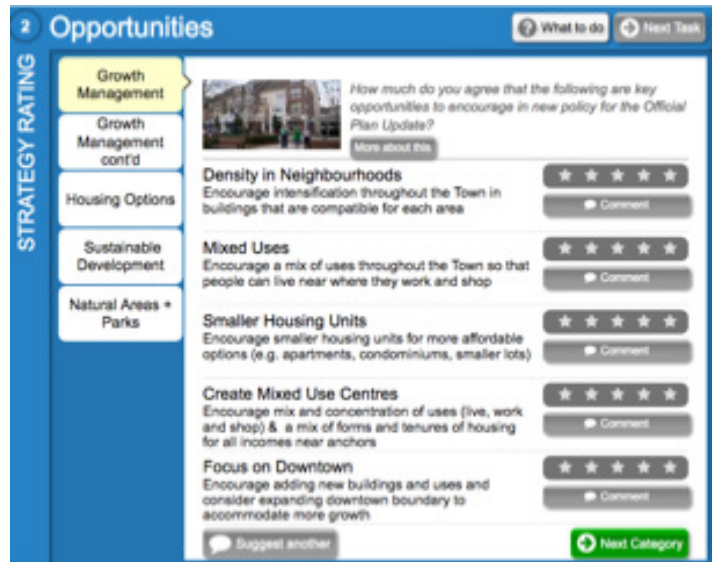 2 Opportunities
What to do
Next Task
STRATEGY RATING
Growth
Management
Growth
Management
cont'd
Housing Options
Sustainable
Development
Natural Areas +
Parks
How much do you agree that the following are key
opportunities to encourage in new policy for the Official
Plan Update?
More about this
Density in Neighbourhoods
Encourage intensification throughout the Town in
buildings that are compatible for each area
Comment
Mixed Uses
Encourage a mix of uses throughout the Town so that
people can live near where they work and shop
Comment
Smaller Housing Units
Encourage smaller housing units for more affordable
options (e.g. apartments, condominiums, smaller lots)
Comment
Create Mixed Use Centres
Encourage mix and concentration of uses (live, work
and shop) & a mix of forms and tenures of housing
for all incomes near anchors
Comment
Focus on Downtown
Encourage adding new buildings and uses and
consider expanding downtown boundary to
accommodate more growth
Comment
Suggest another
Next Category